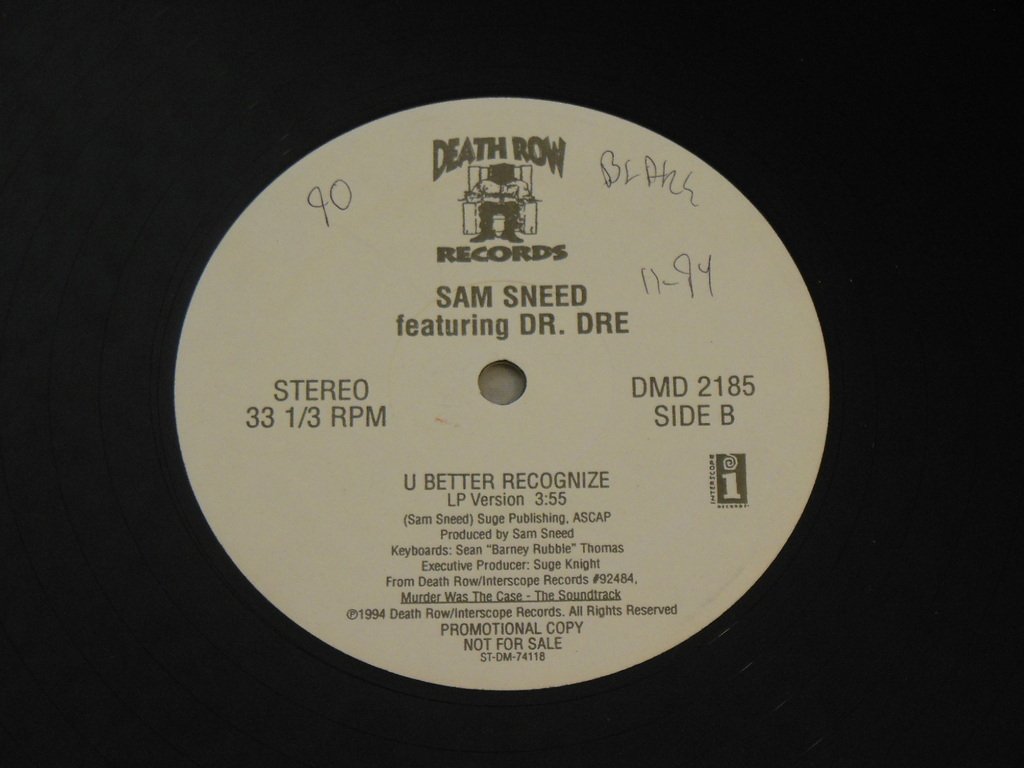 DEATH ROW
RECORDS
90
BLAKE
11-94
SAM SNEED
featuring DR. DRE
STEREO
33 1/3 RPM
DMD 2185
SIDE B
INTERSCOPE
i
RECORDS
U BETTER RECOGNIZE
LP Version 3:55
(Sam Sneed) Suge Publishing, ASCAP
Produced by Sam Sneed
Keyboards: Sean "Barney Rubble" Thomas
Executive Producer: Suge Knight
From Death Row/Interscope Records #92484,
Murder Was The Case - The Soundtrack
℗1994 Death Row/Interscope Records. All Rights Reserved
PROMOTIONAL COPY
NOT FOR SALE
ST-DM-74118